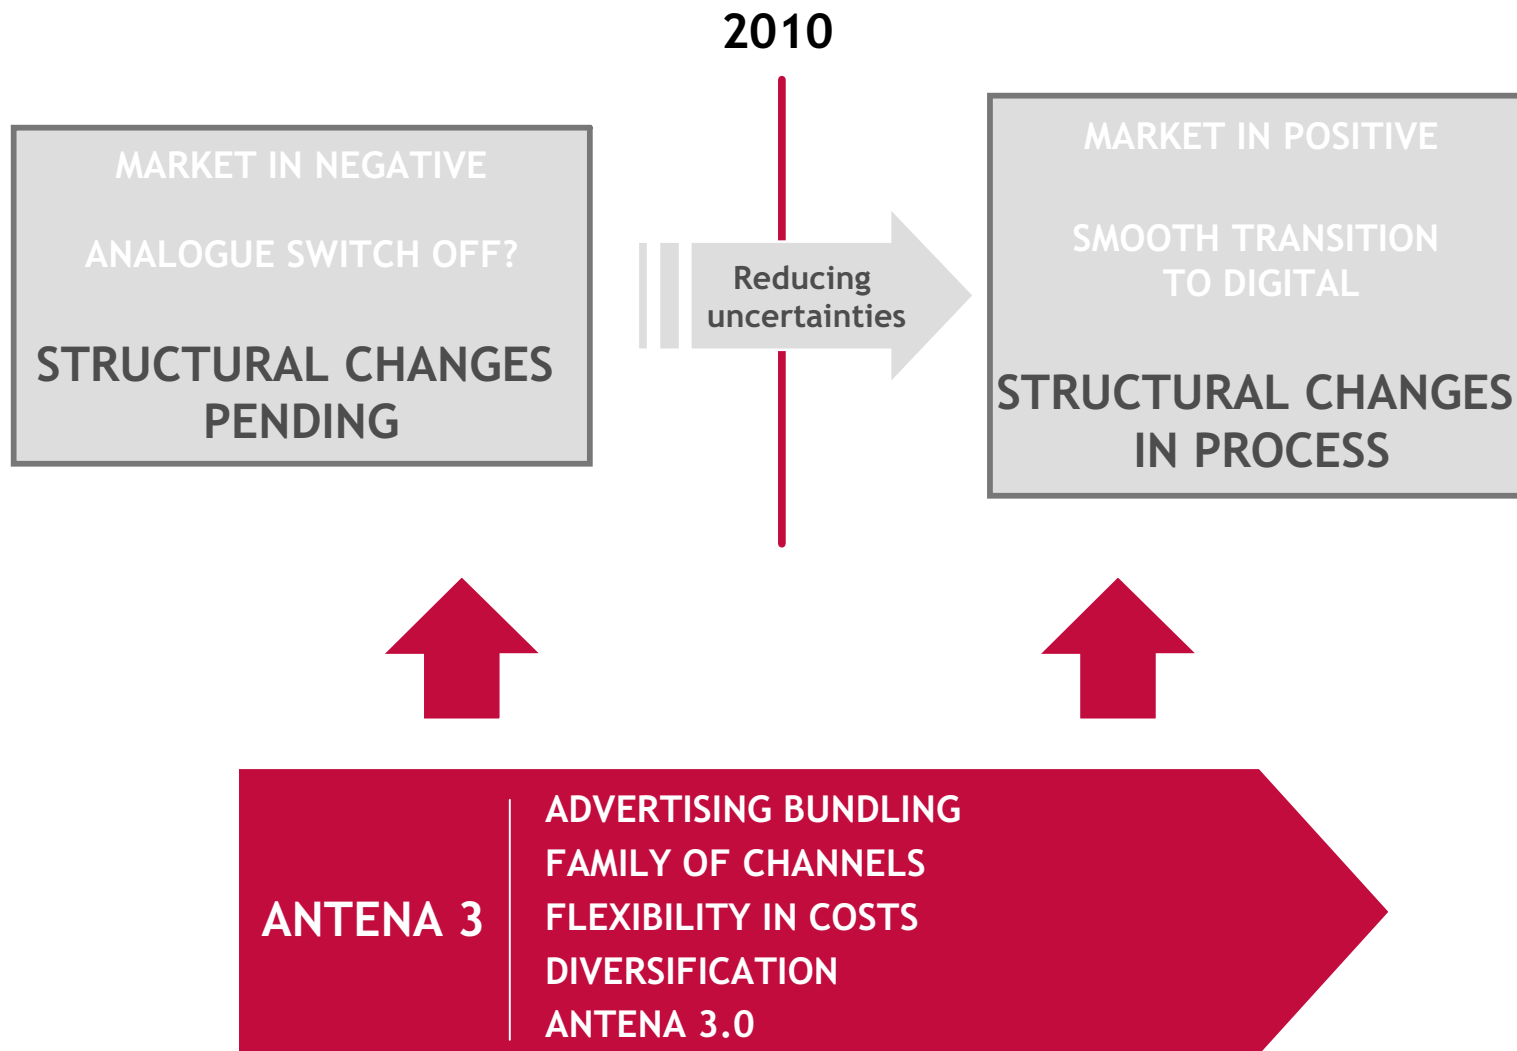 2010
MARKET IN NEGATIVE
ANALOGUE SWITCH OFF?
STRUCTURAL CHANGES
PENDING
Reducing
uncertainties
MARKET IN POSITIVE
SMOOTH TRANSITION
TO DIGITAL
STRUCTURAL CHANGES
IN PROCESS
ANTENA 3
ADVERTISING BUNDLING
FAMILY OF CHANNELS
FLEXIBILITY IN COSTS
DIVERSIFICATION
ANTENA 3.0